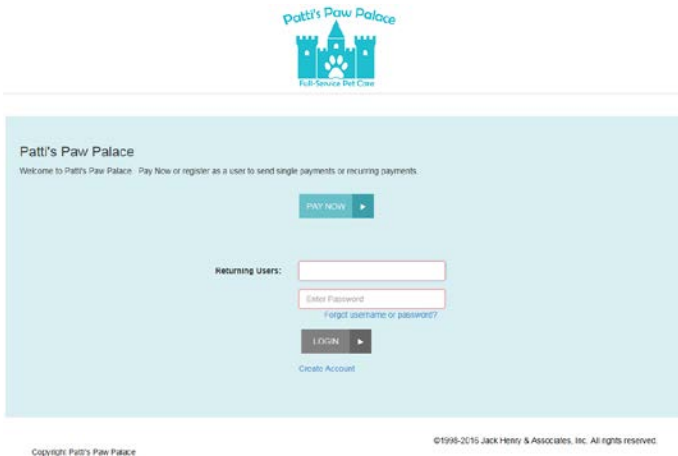 Patti's Paw Palace
Full-Service Pet Care
Patti's Paw Palace
Welcome to Patti's Paw Palace. Pay Now or register as a user to send single payments or recurring payments.
PAY NOW
Returning Users:
Enter Password
Forgot username or password?
LOGIN
Create Account
©1998-2016 Jack Henry & Associates, Inc. All rights reserved.
Copyright Patti's Paw Palace